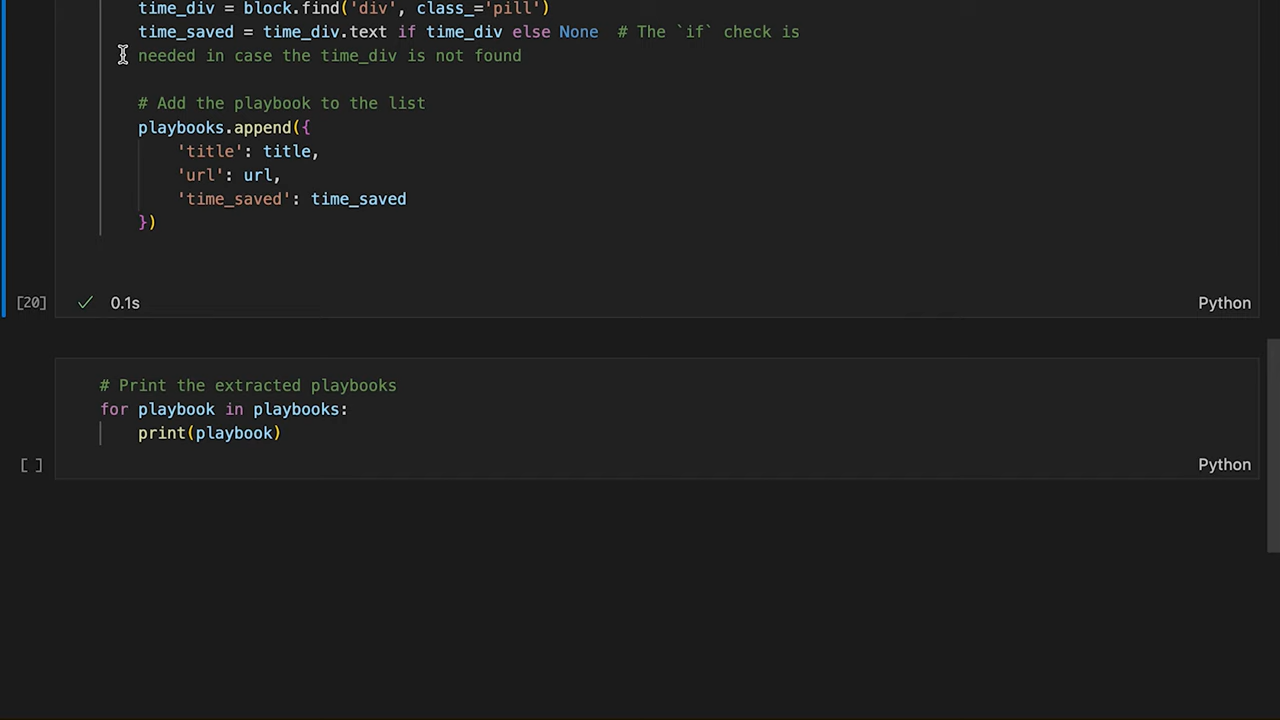 time_div = block.find('div', class_='pill')
time_saved = time_div.text if time_div else None  # The `if` check is
needed in case the time_div is not found
# Add the playbook to the list
playbooks.append({
'title': title,
'url': url,
'time_saved': time_saved
})
[20] ✓ 0.1s Python
# Print the extracted playbooks
for playbook in playbooks:
print(playbook)
[ ] Python